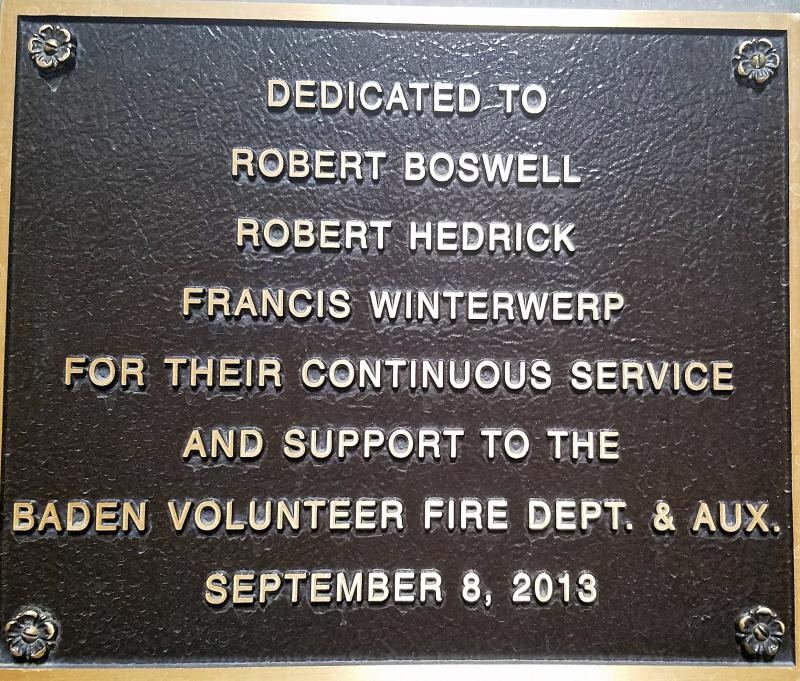 DEDICATED TO
ROBERT BOSWELL
ROBERT HEDRICK
FRANCIS WINTERWERP
FOR THEIR CONTINUOUS SERVICE
AND SUPPORT TO THE
BADEN VOLUNTEER FIRE DEPT. & AUX.
SEPTEMBER 8, 2013